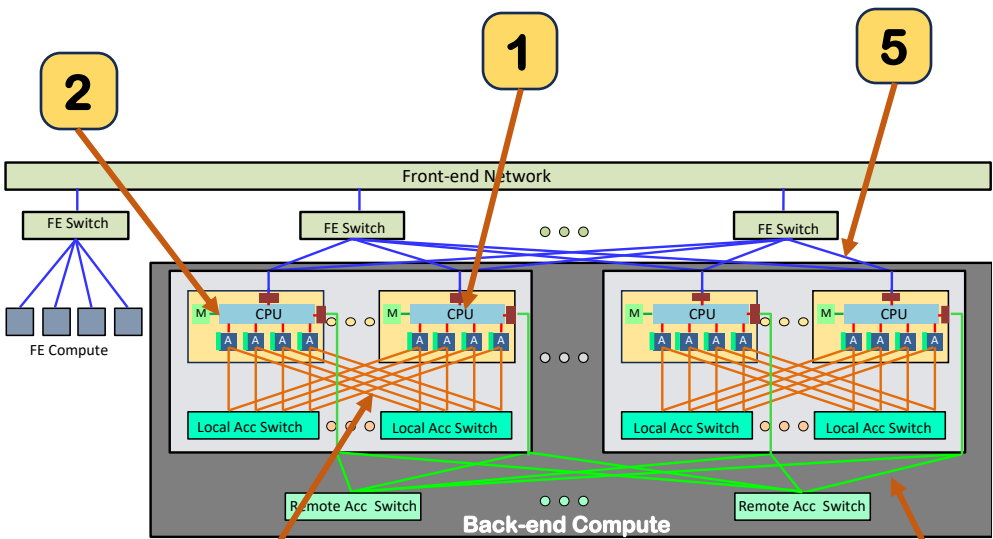 1
5
2
Front-end Network
FE Switch
FE Switch
FE Switch
M
CPU
M
CPU
M
CPU
M
CPU
A A A A
A A A A
A A A A
A A A A
FE Compute
Local Acc Switch
Local Acc Switch
Local Acc Switch
Local Acc Switch
Remote Acc Switch
Remote Acc Switch
Back-end Compute